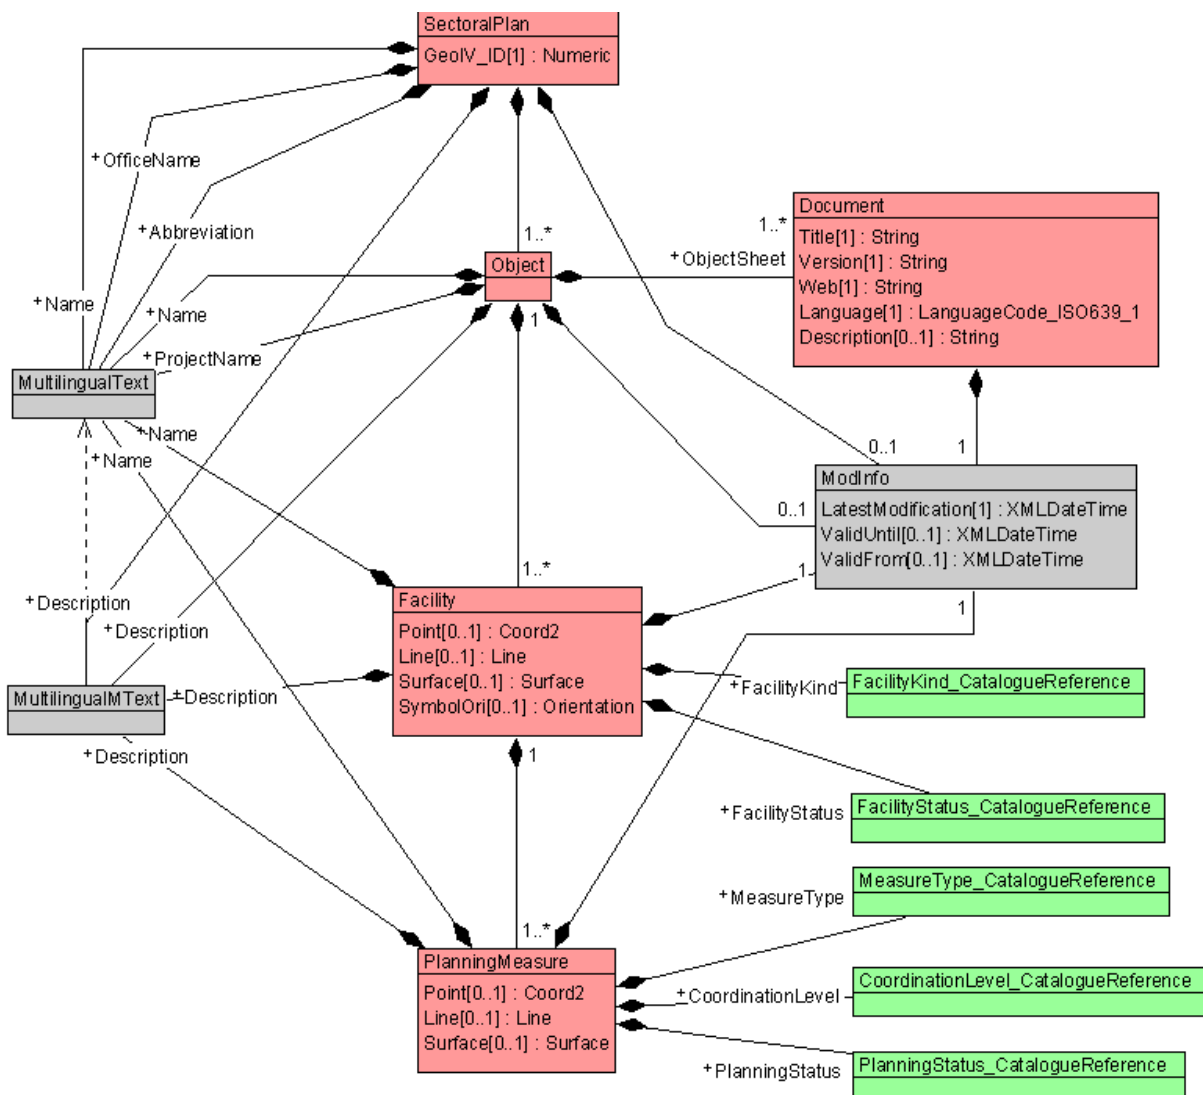 SectoralPlan
GeoIV_ID[1] : Numeric
+OfficeName
+Abbreviation
+Name
+Name
+ProjectName
1..*
Object
1
1..*
+ObjectSheet
Document
Title[1] : String
Version[1] : String
Web[1] : String
Language[1] : LanguageCode_ISO639_1
Description[0..1] : String
MultilingualText
+Name
+Name
0..1
1
0..1
ModInfo
LatestModification[1] : XMLDateTime
ValidUntil[0..1] : XMLDateTime
ValidFrom[0..1] : XMLDateTime
1
1
+Description
+Description
1..*
Facility
Point[0..1] : Coord2
Line[0..1] : Line
Surface[0..1] : Surface
SymbolOri[0..1] : Orientation
1
MultilingualMText
+Description
+Description
+FacilityKind
FacilityKind_CatalogueReference
+FacilityStatus
FacilityStatus_CatalogueReference
+MeasureType
MeasureType_CatalogueReference
1..*
PlanningMeasure
Point[0..1] : Coord2
Line[0..1] : Line
Surface[0..1] : Surface
+CoordinationLevel
CoordinationLevel_CatalogueReference
+PlanningStatus
PlanningStatus_CatalogueReference